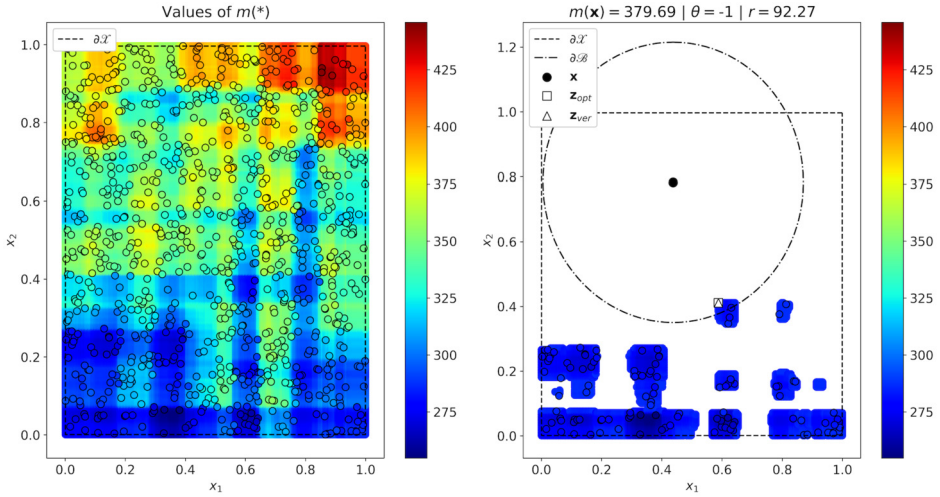 Values of m(*)
∂𝒳
1.0
0.8
0.6
0.4
0.2
0.0
x₂
0.0 0.2 0.4 0.6 0.8 1.0
x₁
425
400
375
350
325
300
275
m(x) = 379.69 | θ = -1 | r = 92.27
∂𝒳
∂ℬ
x
z_opt
z_ver
1.2
1.0
0.8
0.6
0.4
0.2
0.0
x₂
0.0 0.2 0.4 0.6 0.8 1.0
x₁
425
400
375
350
325
300
275